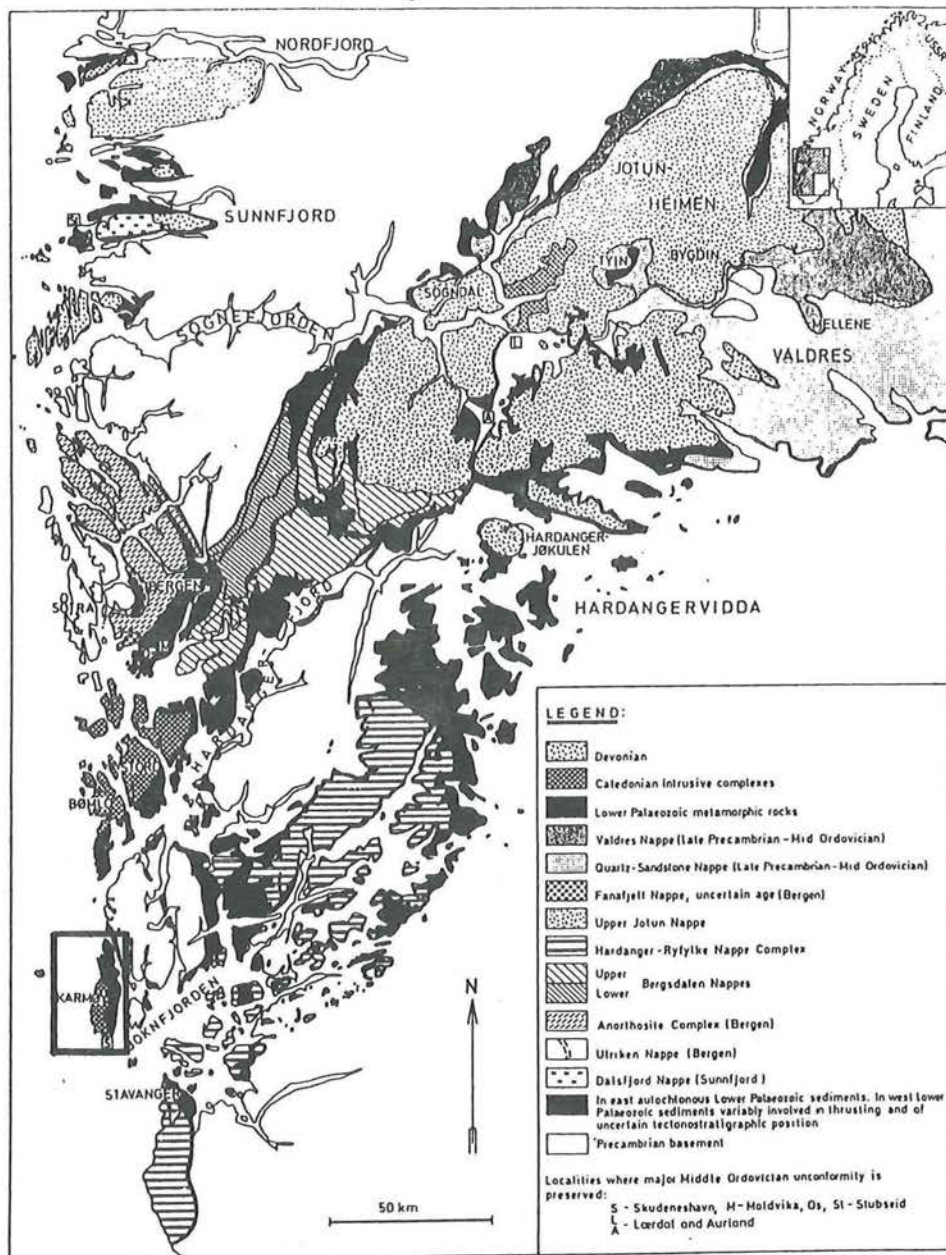 NORDFJORD
NORWAY
SWEDEN
FINLAND
USSR
JOTUN-
HEIMEN
SUNNFJORD
TYIN
BYGDIN
SOGNDAL
SOGNEFJORDEN
MELLENE
VALDRES
L
A
HARDANGER-
JØKULEN
BERGEN
SOTRA
HARDANGERVIDDA
HARDANGER
FJORD
STORD
BØMLO
KARMØY
BOKNFJORDEN
STAVANGER
N
50 km
LEGEND:
Devonian
Caledonian intrusive complexes
Lower Palaeozoic metamorphic rocks
Valdres Nappe (Late Precambrian-Mid Ordovician)
Quartz-Sandstone Nappe (Late Precambrian-Mid Ordovician)
Fanafjell Nappe, uncertain age (Bergen)
Upper Jotun Nappe
Hardanger-Ryfylke Nappe Complex
Upper
Lower
Bergsdalen Nappes
Anorthosite Complex (Bergen)
Ulriken Nappe (Bergen)
Dalsfjord Nappe (Sunnfjord)
In east autochtonous Lower Palaeozoic sediments. In west Lower
Palaeozoic sediments variably involved in thrusting and of
uncertain tectonostratigraphic position
Precambrian basement
Localities where major Middle Ordovician unconformity is
preserved:
S - Skudeneshavn, M-Moldvika, Os, St - Stubseid
L
A - Lærdal and Aurland